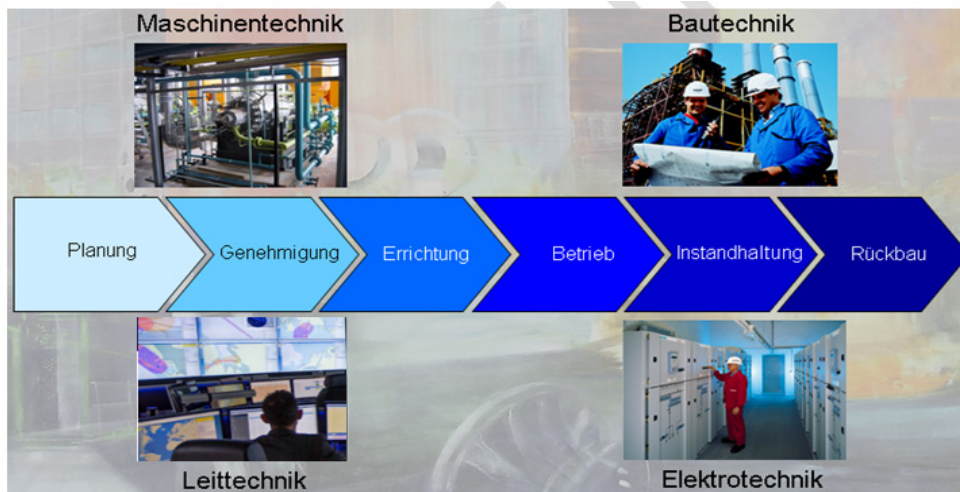 Maschinentechnik
Bautechnik
Planung
Genehmigung
Errichtung
Betrieb
Instandhaltung
Rückbau
Leittechnik
Elektrotechnik